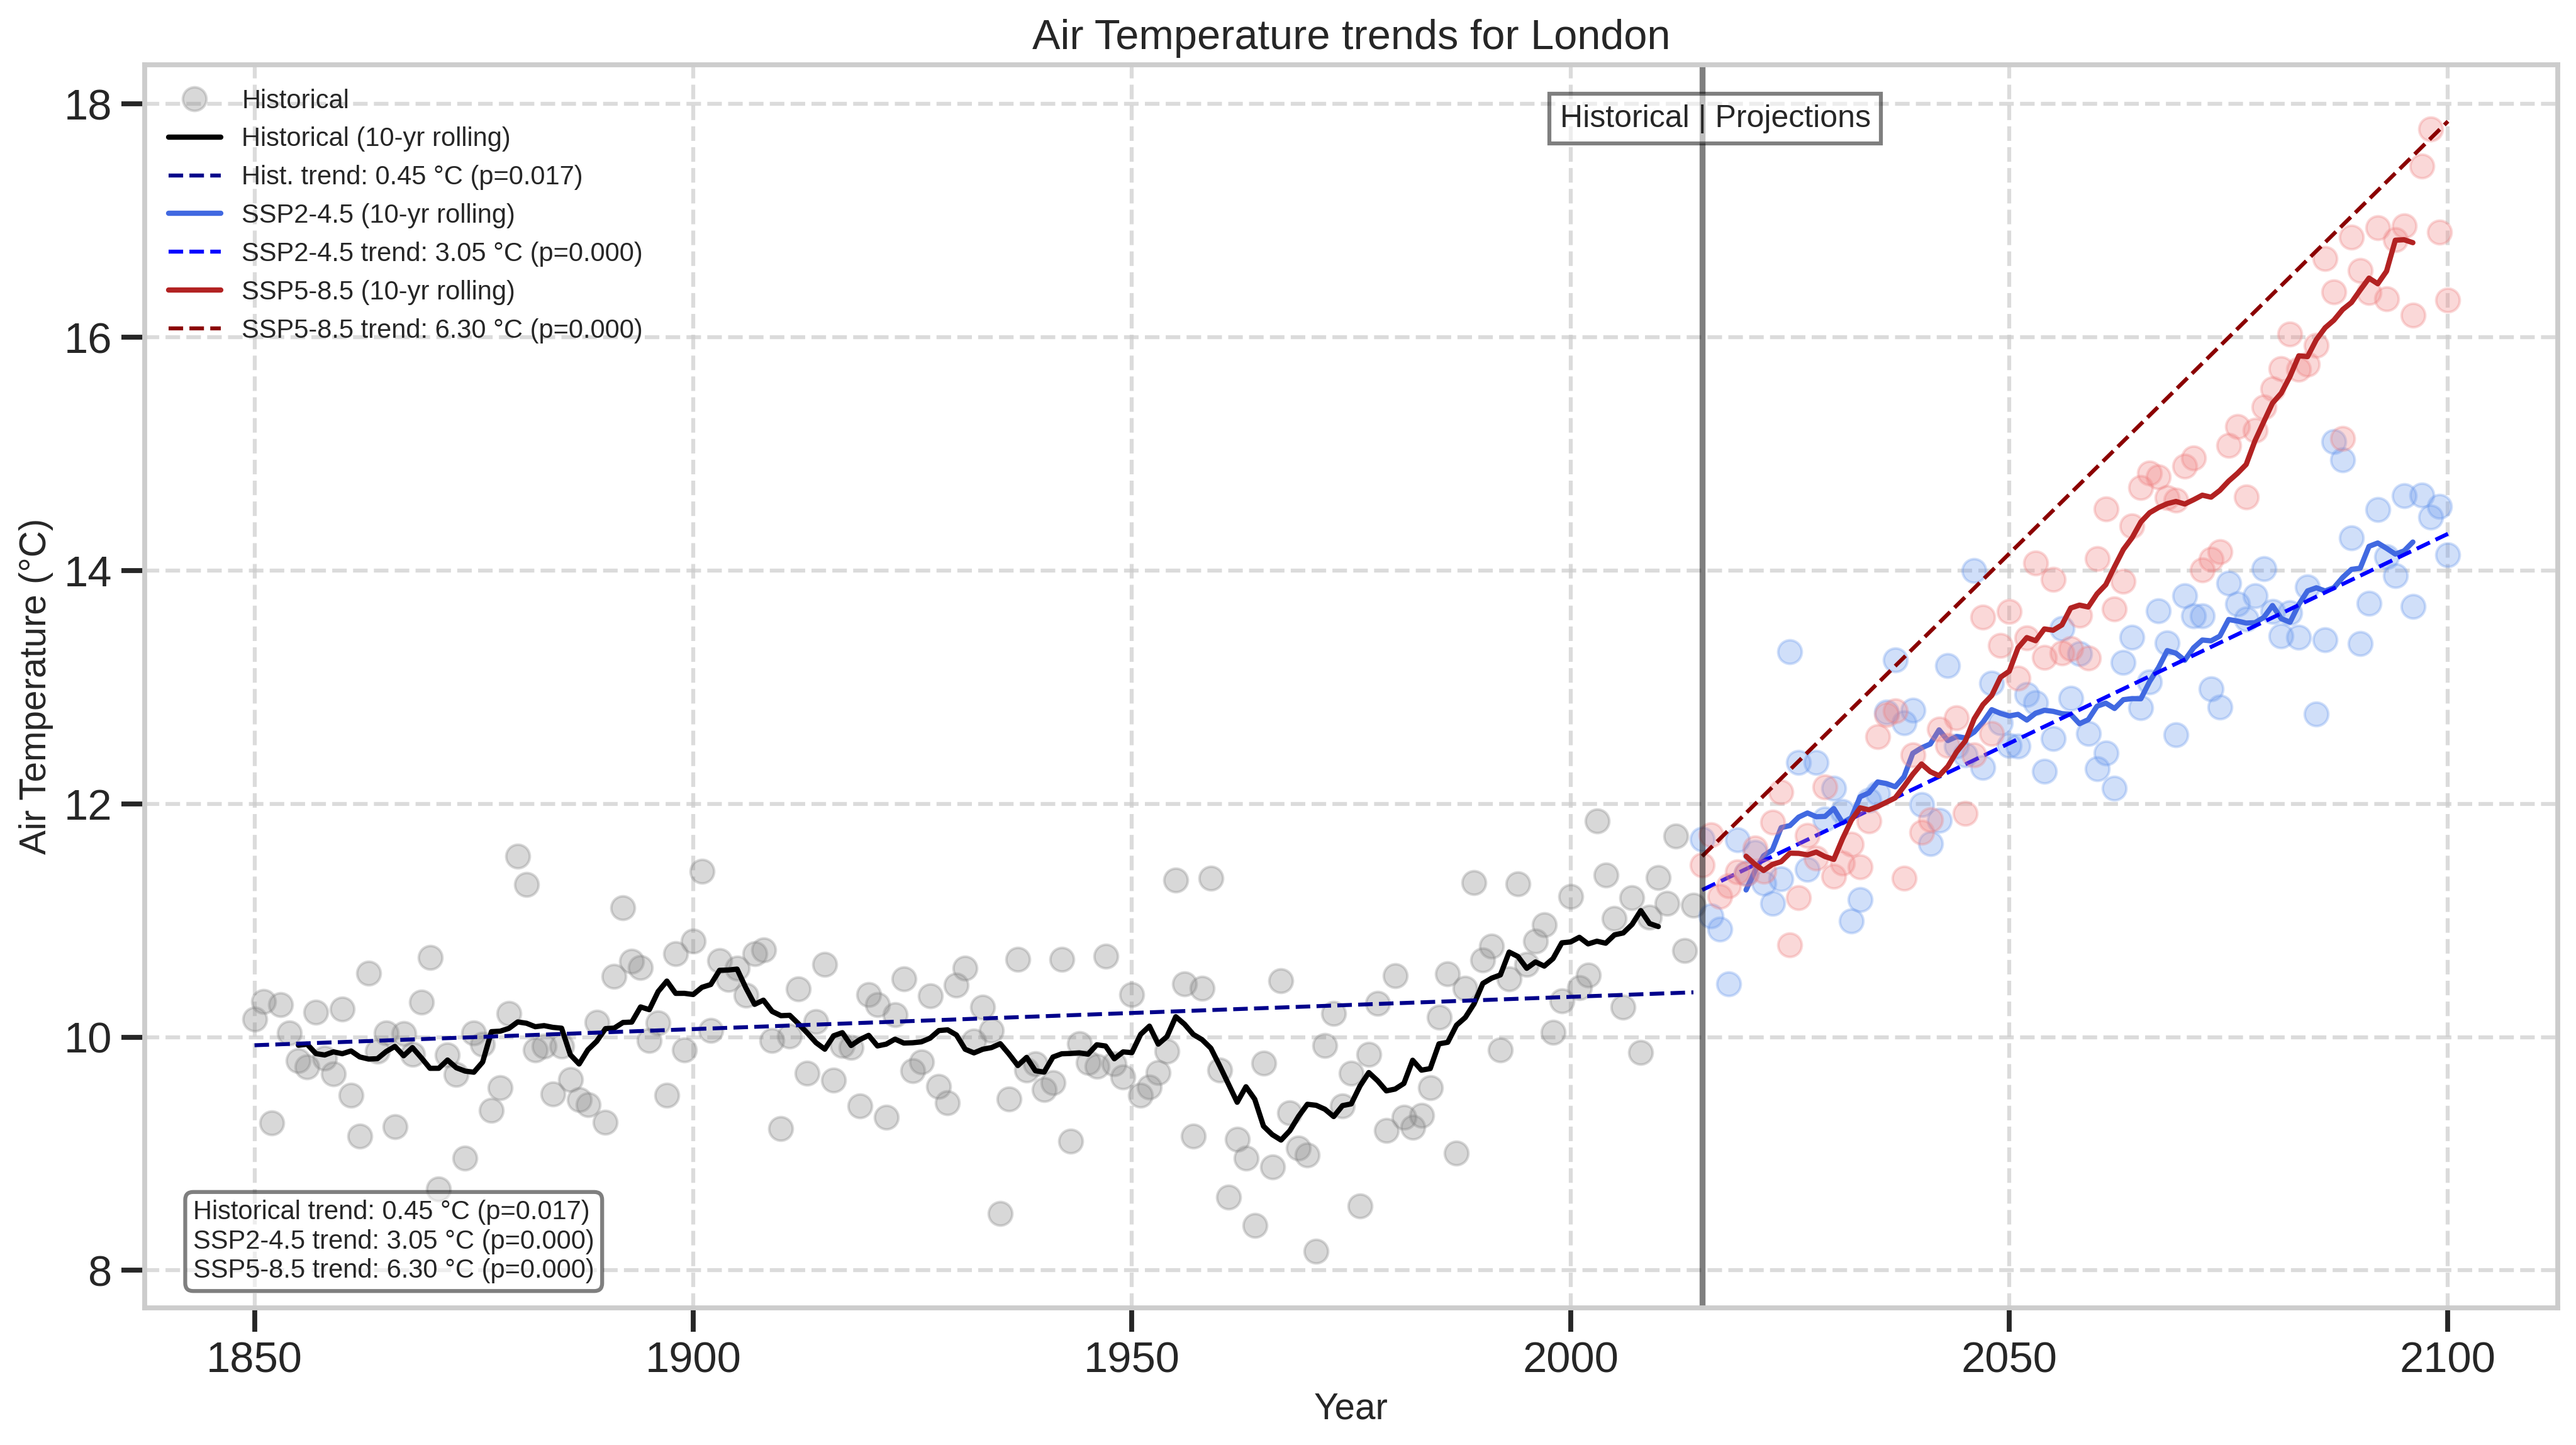 Air Temperature trends for London
Historical
Historical (10-yr rolling)
Hist. trend: 0.45 °C (p=0.017)
SSP2-4.5 (10-yr rolling)
SSP2-4.5 trend: 3.05 °C (p=0.000)
SSP5-8.5 (10-yr rolling)
SSP5-8.5 trend: 6.30 °C (p=0.000)
Historical | Projections
18
16
14
12
10
8
Air Temperature (°C)
Historical trend: 0.45 °C (p=0.017)
SSP2-4.5 trend: 3.05 °C (p=0.000)
SSP5-8.5 trend: 6.30 °C (p=0.000)
1850 1900 1950 2000 2050 2100
Year